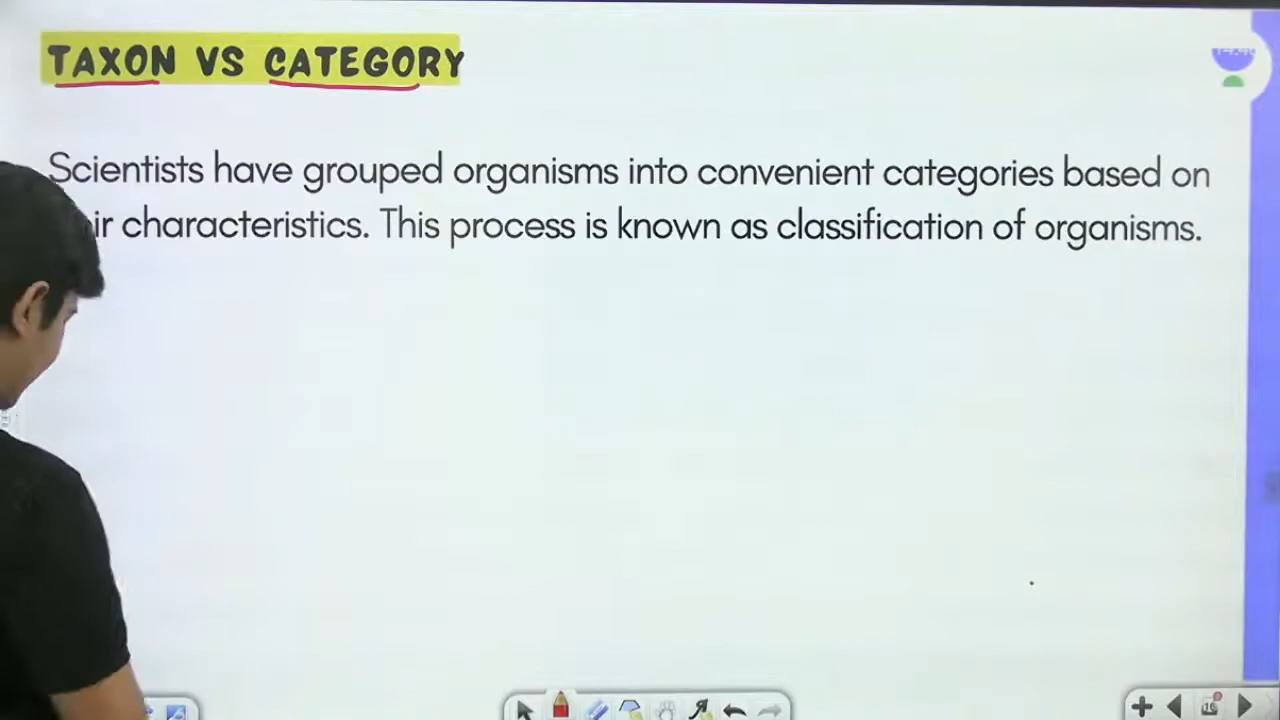 TAXON VS CATEGORY
Scientists have grouped organisms into convenient categories based on
characteristics. This process is known as classification of organisms.